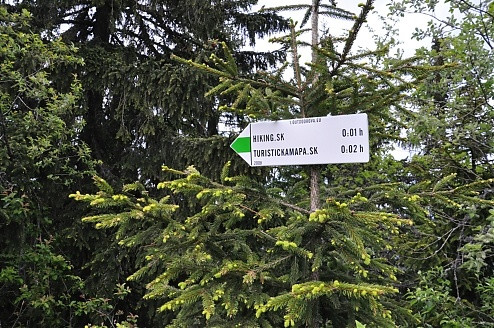 HIKING.SK 0:01 h
TURISTICKAMAPA.SK 0:02 h